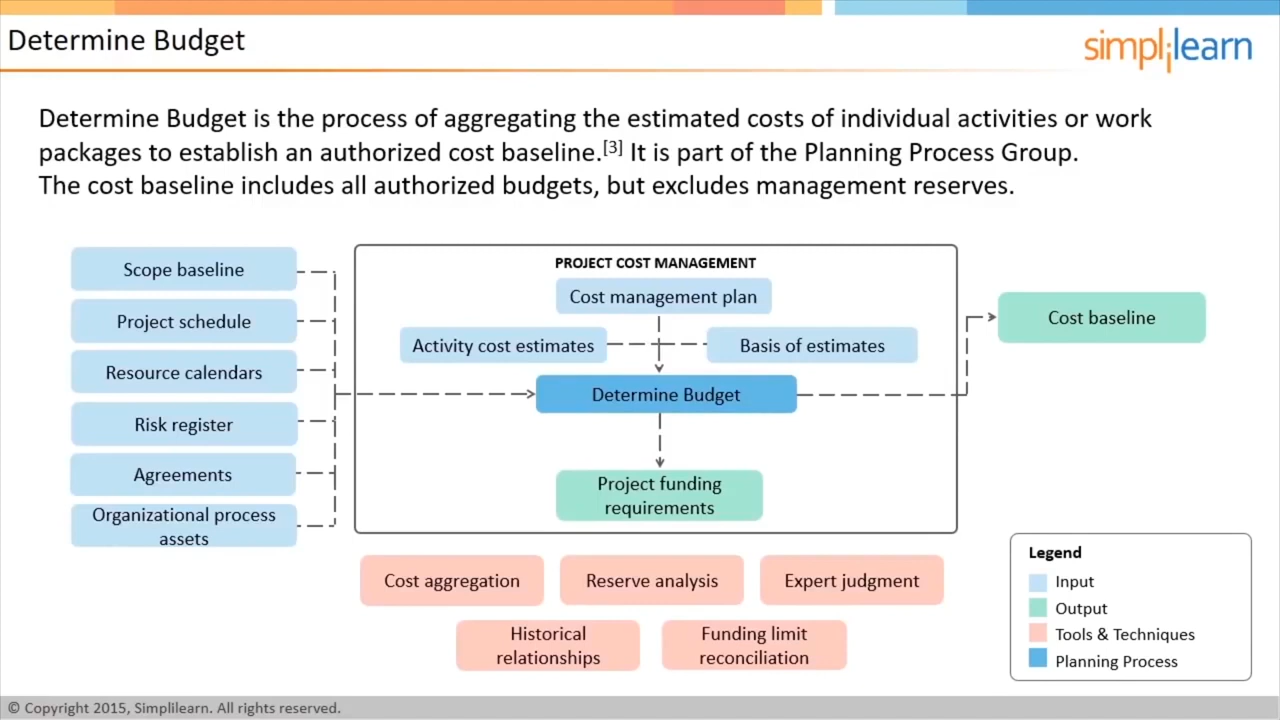 Determine Budget
simplilearn
Determine Budget is the process of aggregating the estimated costs of individual activities or work
packages to establish an authorized cost baseline.[3] It is part of the Planning Process Group.
The cost baseline includes all authorized budgets, but excludes management reserves.
Scope baseline
Project schedule
Resource calendars
Risk register
Agreements
Organizational process
assets
PROJECT COST MANAGEMENT
Cost management plan
Activity cost estimates
Basis of estimates
Determine Budget
Project funding
requirements
Cost baseline
Cost aggregation
Reserve analysis
Expert judgment
Historical
relationships
Funding limit
reconciliation
Legend
Input
Output
Tools & Techniques
Planning Process
© Copyright 2015, Simplilearn. All rights reserved.